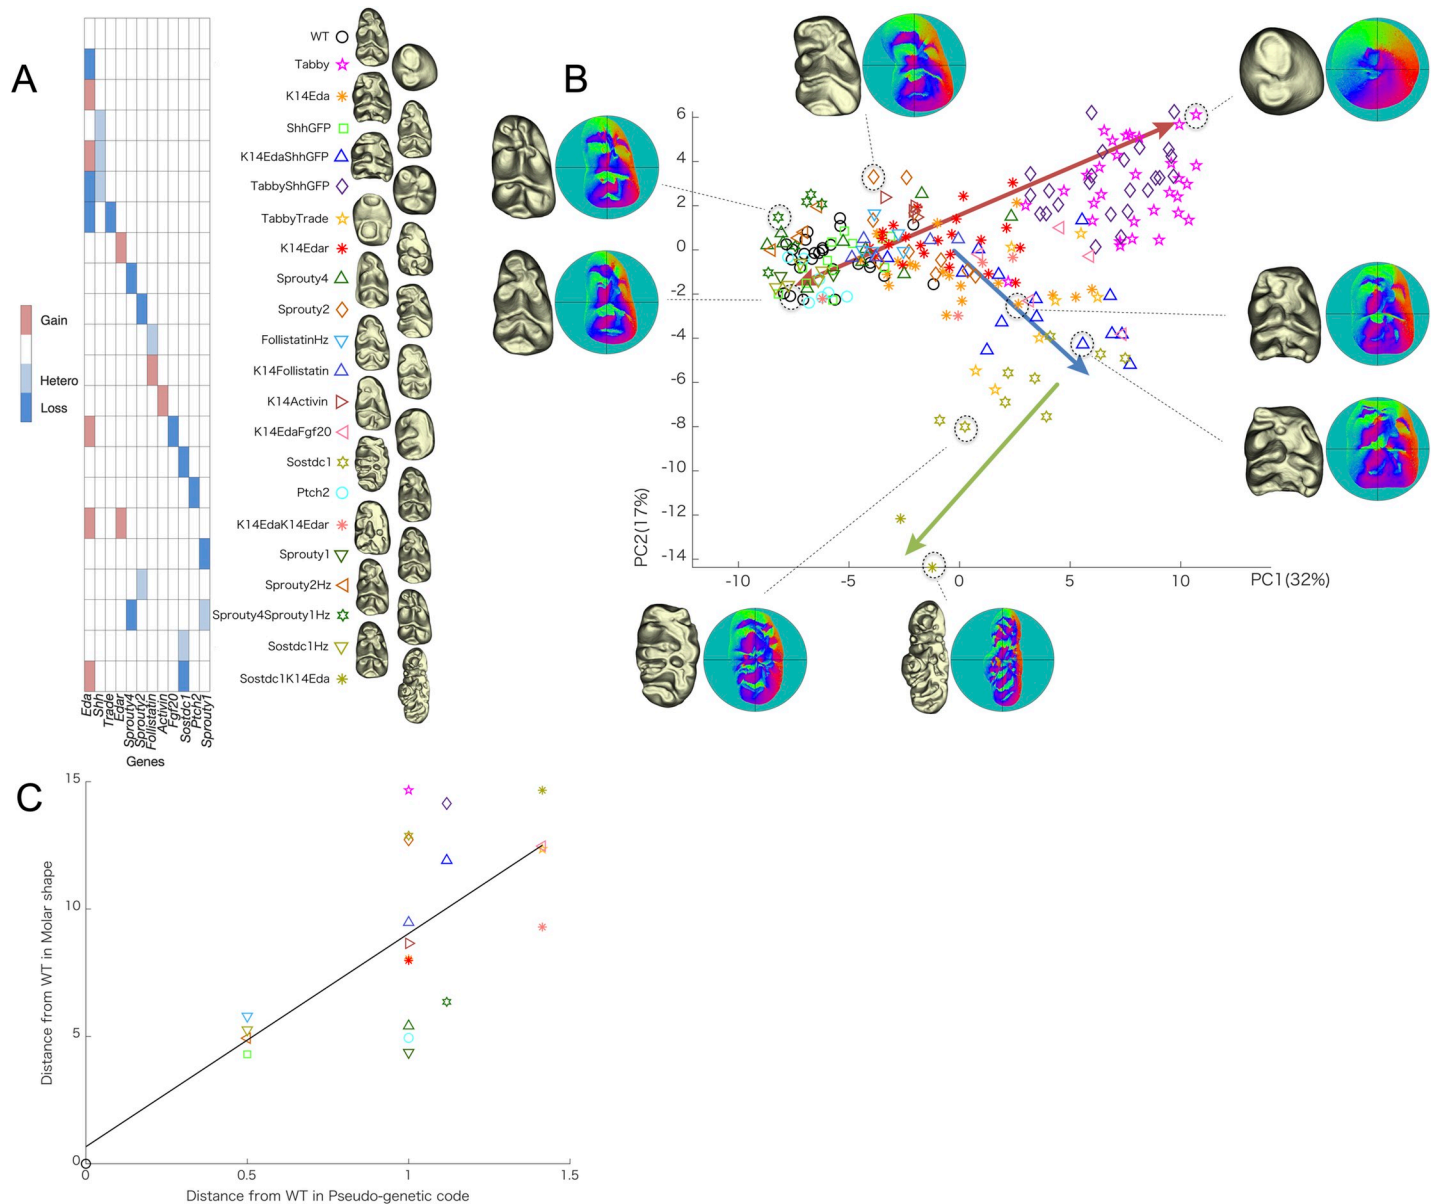 A
Gain
Hetero
Loss
WT
Tabby
K14Eda
ShhGFP
K14EdaShhGFP
TabbyShhGFP
TabbyTrade
K14Edar
Sprouty4
Sprouty2
FollistatinHz
K14Follistatin
K14Activin
K14EdaFgf20
Sostdc1
Ptch2
K14EdaK14Edar
Sprouty1
Sprouty2Hz
Sprouty4Sprouty1Hz
Sostdc1Hz
Sostdc1K14Eda
Eda
Shh
Trade
Edar
Sprouty4
Sprouty2
Follistatin
Activin
Fgf20
Sostdc1
Ptch2
Sprouty1
Genes
B
6
4
2
0
-2
-4
-6
-8
-10
-12
-14
PC2(17%)
-10
-5
0
5
10
PC1(32%)
C
15
10
5
0
Distance from WT in Molar shape
0
0.5
1
1.5
Distance from WT in Pseudo-genetic code